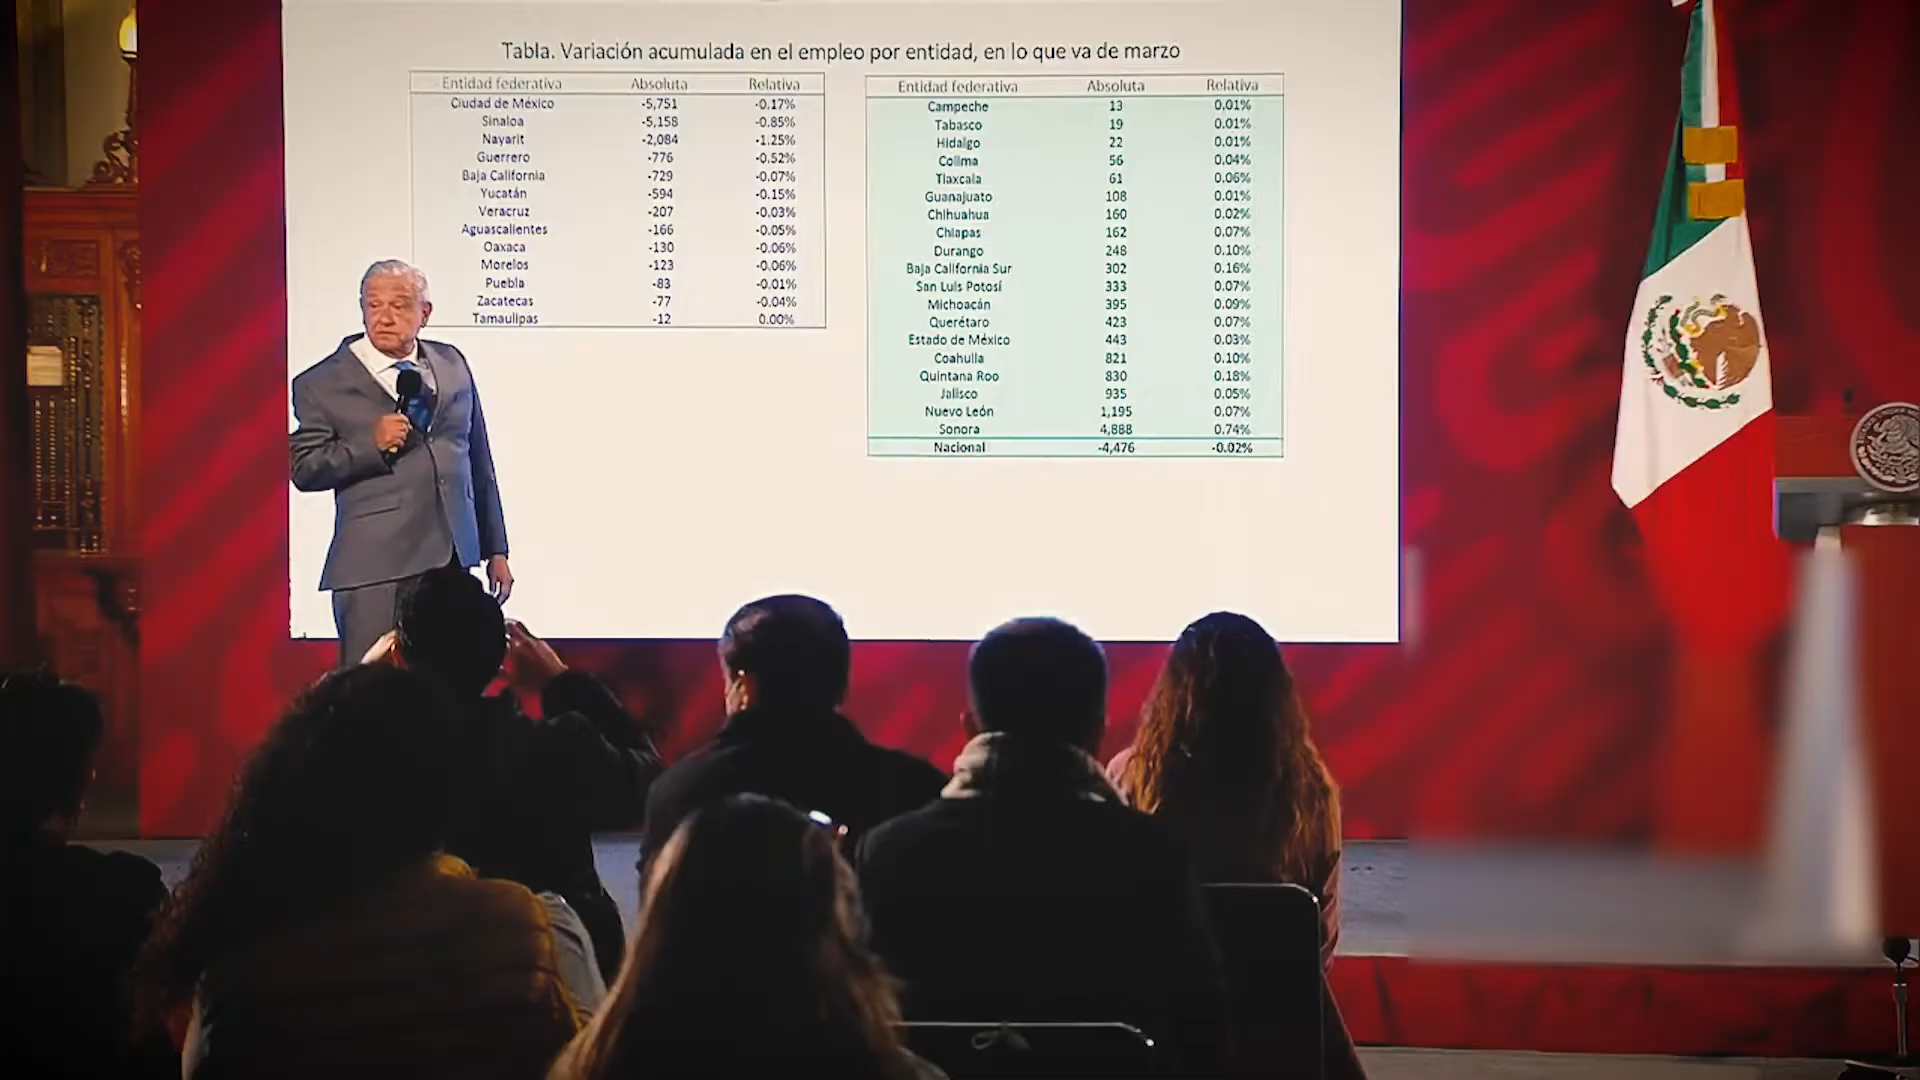 Tabla. Variación acumulada en el empleo por entidad, en lo que va de marzo
Entidad federativa Absoluta Relativa
Ciudad de México -5,751 -0.17%
Sinaloa -5,158 -0.85%
Nayarit -2,084 -1.25%
Guerrero -776 -0.52%
Baja California -729 -0.07%
Yucatán -594 -0.15%
Veracruz -207 -0.03%
Aguascalientes -166 -0.05%
Oaxaca -130 -0.06%
Morelos -123 -0.06%
Puebla -83 -0.01%
Zacatecas -77 -0.04%
Tamaulipas -12 0.00%
Entidad federativa Absoluta Relativa
Campeche 13 0.01%
Tabasco 19 0.01%
Hidalgo 22 0.01%
Colima 56 0.04%
Tlaxcala 61 0.06%
Guanajuato 108 0.01%
Chihuahua 160 0.02%
Chiapas 162 0.07%
Durango 248 0.10%
Baja California Sur 302 0.16%
San Luis Potosí 333 0.07%
Michoacán 395 0.09%
Querétaro 423 0.07%
Estado de México 443 0.03%
Coahuila 821 0.10%
Quintana Roo 830 0.18%
Jalisco 935 0.05%
Nuevo León 1,195 0.07%
Sonora 4,888 0.74%
Nacional -4,476 -0.02%